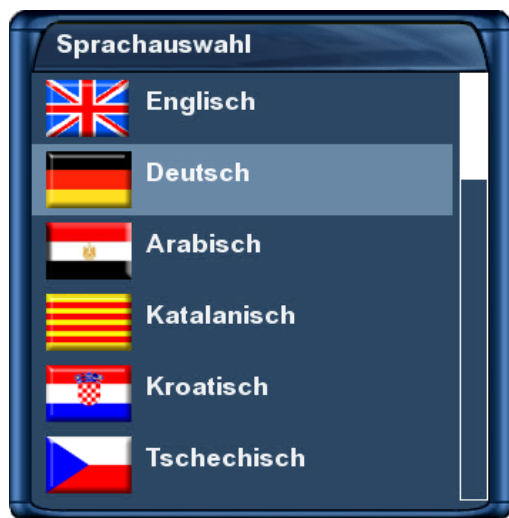 Sprachauswahl
Englisch
Deutsch
Arabisch
Katalanisch
Kroatisch
Tschechisch